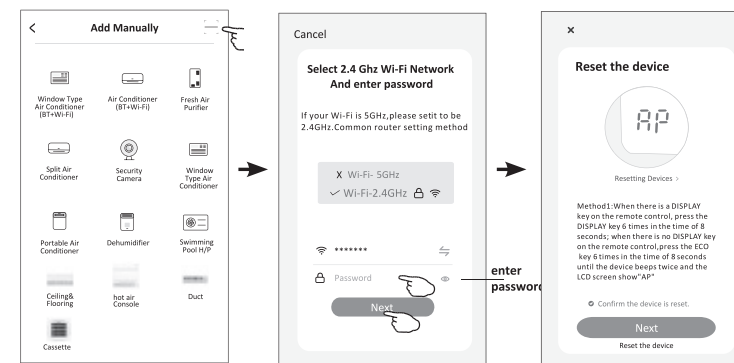 Add Manually
Window Type
Air Conditioner
(BT+Wi-Fi)
Air Conditioner
(BT+Wi-Fi)
Fresh Air
Purifier
Split Air
Conditioner
Security
Camera
Window
Type Air
Conditioner
Portable Air
Conditioner
Dehumidifier
Swimming
Pool H/P
Ceiling&
Flooring
hot air
Console
Duct
Cassette
Cancel
Select 2.4 Ghz Wi-Fi Network
And enter password
If your Wi-Fi is 5GHz,please setit to be
2.4GHz.Common router setting method
X Wi-Fi- 5GHz
✓ Wi-Fi-2.4GHz
*******
Password
Next
enter
password
×
Reset the device
AP
Resetting Devices >
Method1:When there is a DISPLAY
key on the remote control, press the
DISPLAY key 6 times in the time of 8
seconds; when there is no DISPLAY key
on the remote control,press the ECO
key 6 times in the time of 8 seconds
until the device beeps twice and the
LCD screen show"AP"
Confirm the device is reset.
Next
Reset the device